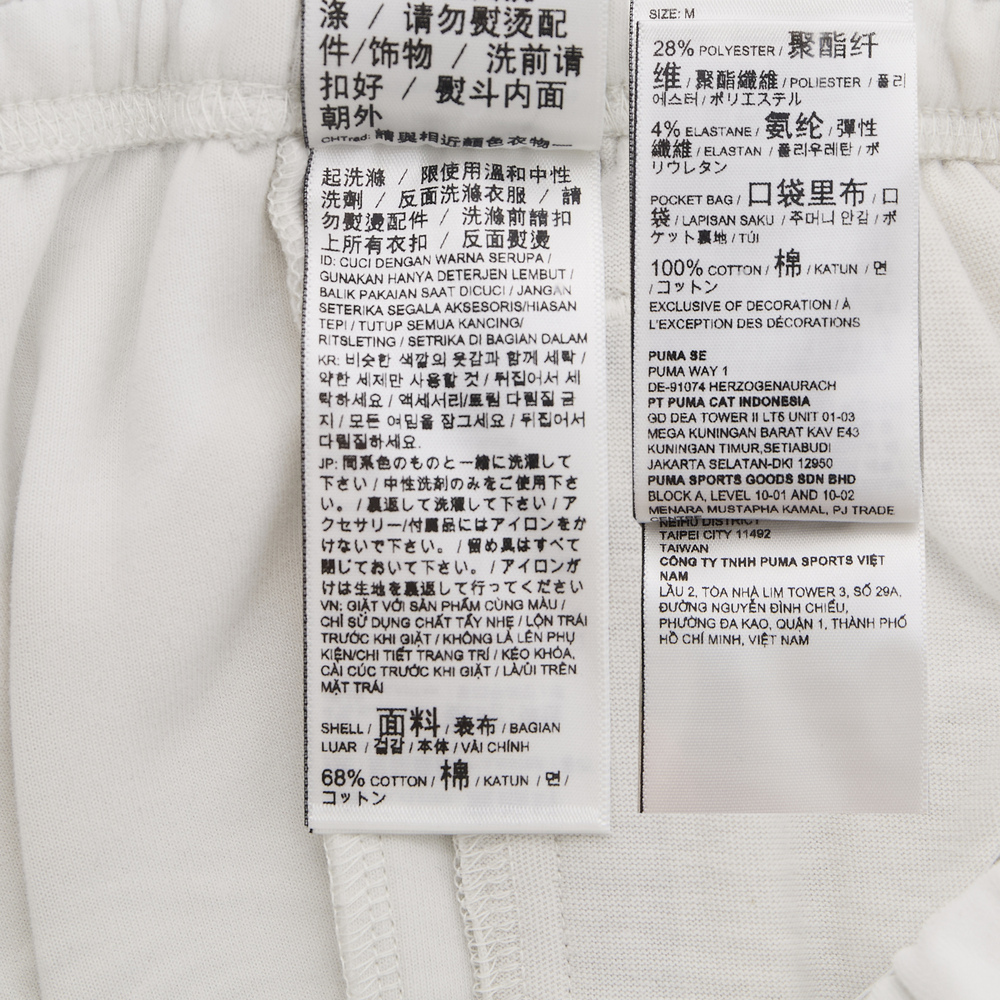 涤 / 请勿熨烫配
件/饰物 / 洗前请
扣好 / 熨斗内面
朝外
CHTrad: 請與相近顏色衣物一
起洗滌 / 限使用溫和中性
洗劑 / 反面洗滌衣服 / 請
勿熨燙配件 / 洗滌前請扣
上所有衣扣 / 反面熨燙
ID: CUCI DENGAN WARNA SERUPA /
GUNAKAN HANYA DETERJEN LEMBUT /
BALIK PAKAIAN SAAT DICUCI / JANGAN
SETERIKA SEGALA AKSESORIS/HIASAN
TEPI / TUTUP SEMUA KANCING/
RITSLETING / SETRIKA DI BAGIAN DALAM
KR: 비슷한 색깔의 옷감과 함께 세탁 /
약한 세제만 사용할 것 / 뒤집어서 세
탁하세요 / 액세서리/트림 다림질 금
지 / 모든 여밈을 잠그세요 / 뒤집어서
다림질하세요.
JP: 同系色のものと一緒に洗濯して
下さい / 中性洗剤のみをご使用下さ
い。 / 裏返して洗濯して下さい / ア
クセサリー/付属品にはアイロンをか
けないで下さい。 / 留め具はすべて
閉じておいて下さい。 / アイロンが
けは生地を裏返して行ってください
VN: GIẶT VỚI SẢN PHẨM CÙNG MÀU /
CHỈ SỬ DỤNG CHẤT TẨY NHẸ / LỘN TRÁI
TRƯỚC KHI GIẶT / KHÔNG LÀ LÊN PHỤ
KIỆN/CHI TIẾT TRANG TRÍ / KÉO KHÓA,
CÀI CÚC TRƯỚC KHI GIẶT / LÀ/ỦI TRÊN
MẶT TRÁI
SHELL / 面料 / 表布 / BAGIAN
LUAR / 겉감 / 本体 / VẢI CHÍNH
68% COTTON / 棉 / KATUN / 면 /
コットン
SIZE: M
28% POLYESTER / 聚酯纤
维 / 聚酯纖維 / POLIESTER / 폴리
에스터 / ポリエステル
4% ELASTANE / 氨纶 / 彈性
纖維 / ELASTAN / 폴리우레탄 / ポ
リウレタン
POCKET BAG / 口袋里布 / 口
袋 / LAPISAN SAKU / 주머니 안감 / ポ
ケット裏地 / TÚI
100% COTTON / 棉 / KATUN / 면
/ コットン
EXCLUSIVE OF DECORATION / À
L'EXCEPTION DES DÉCORATIONS
PUMA SE
PUMA WAY 1
DE-91074 HERZOGENAURACH
PT PUMA CAT INDONESIA
GD DEA TOWER II LT5 UNIT 01-03
MEGA KUNINGAN BARAT KAV E43
KUNINGAN TIMUR,SETIABUDI
JAKARTA SELATAN-DKI 12950
PUMA SPORTS GOODS SDN BHD
BLOCK A, LEVEL 10-01 AND 10-02
MENARA MUSTAPHA KAMAL, PJ TRADE
NEIHU DISTRICT
TAIPEI CITY 11492
TAIWAN
CÔNG TY TNHH PUMA SPORTS VIỆT
NAM
LẦU 2, TÒA NHÀ LIM TOWER 3, SỐ 29A,
ĐƯỜNG NGUYỄN ĐÌNH CHIỂU,
PHƯỜNG ĐA KAO, QUẬN 1, THÀNH PHỐ
HỒ CHÍ MINH, VIỆT NAM